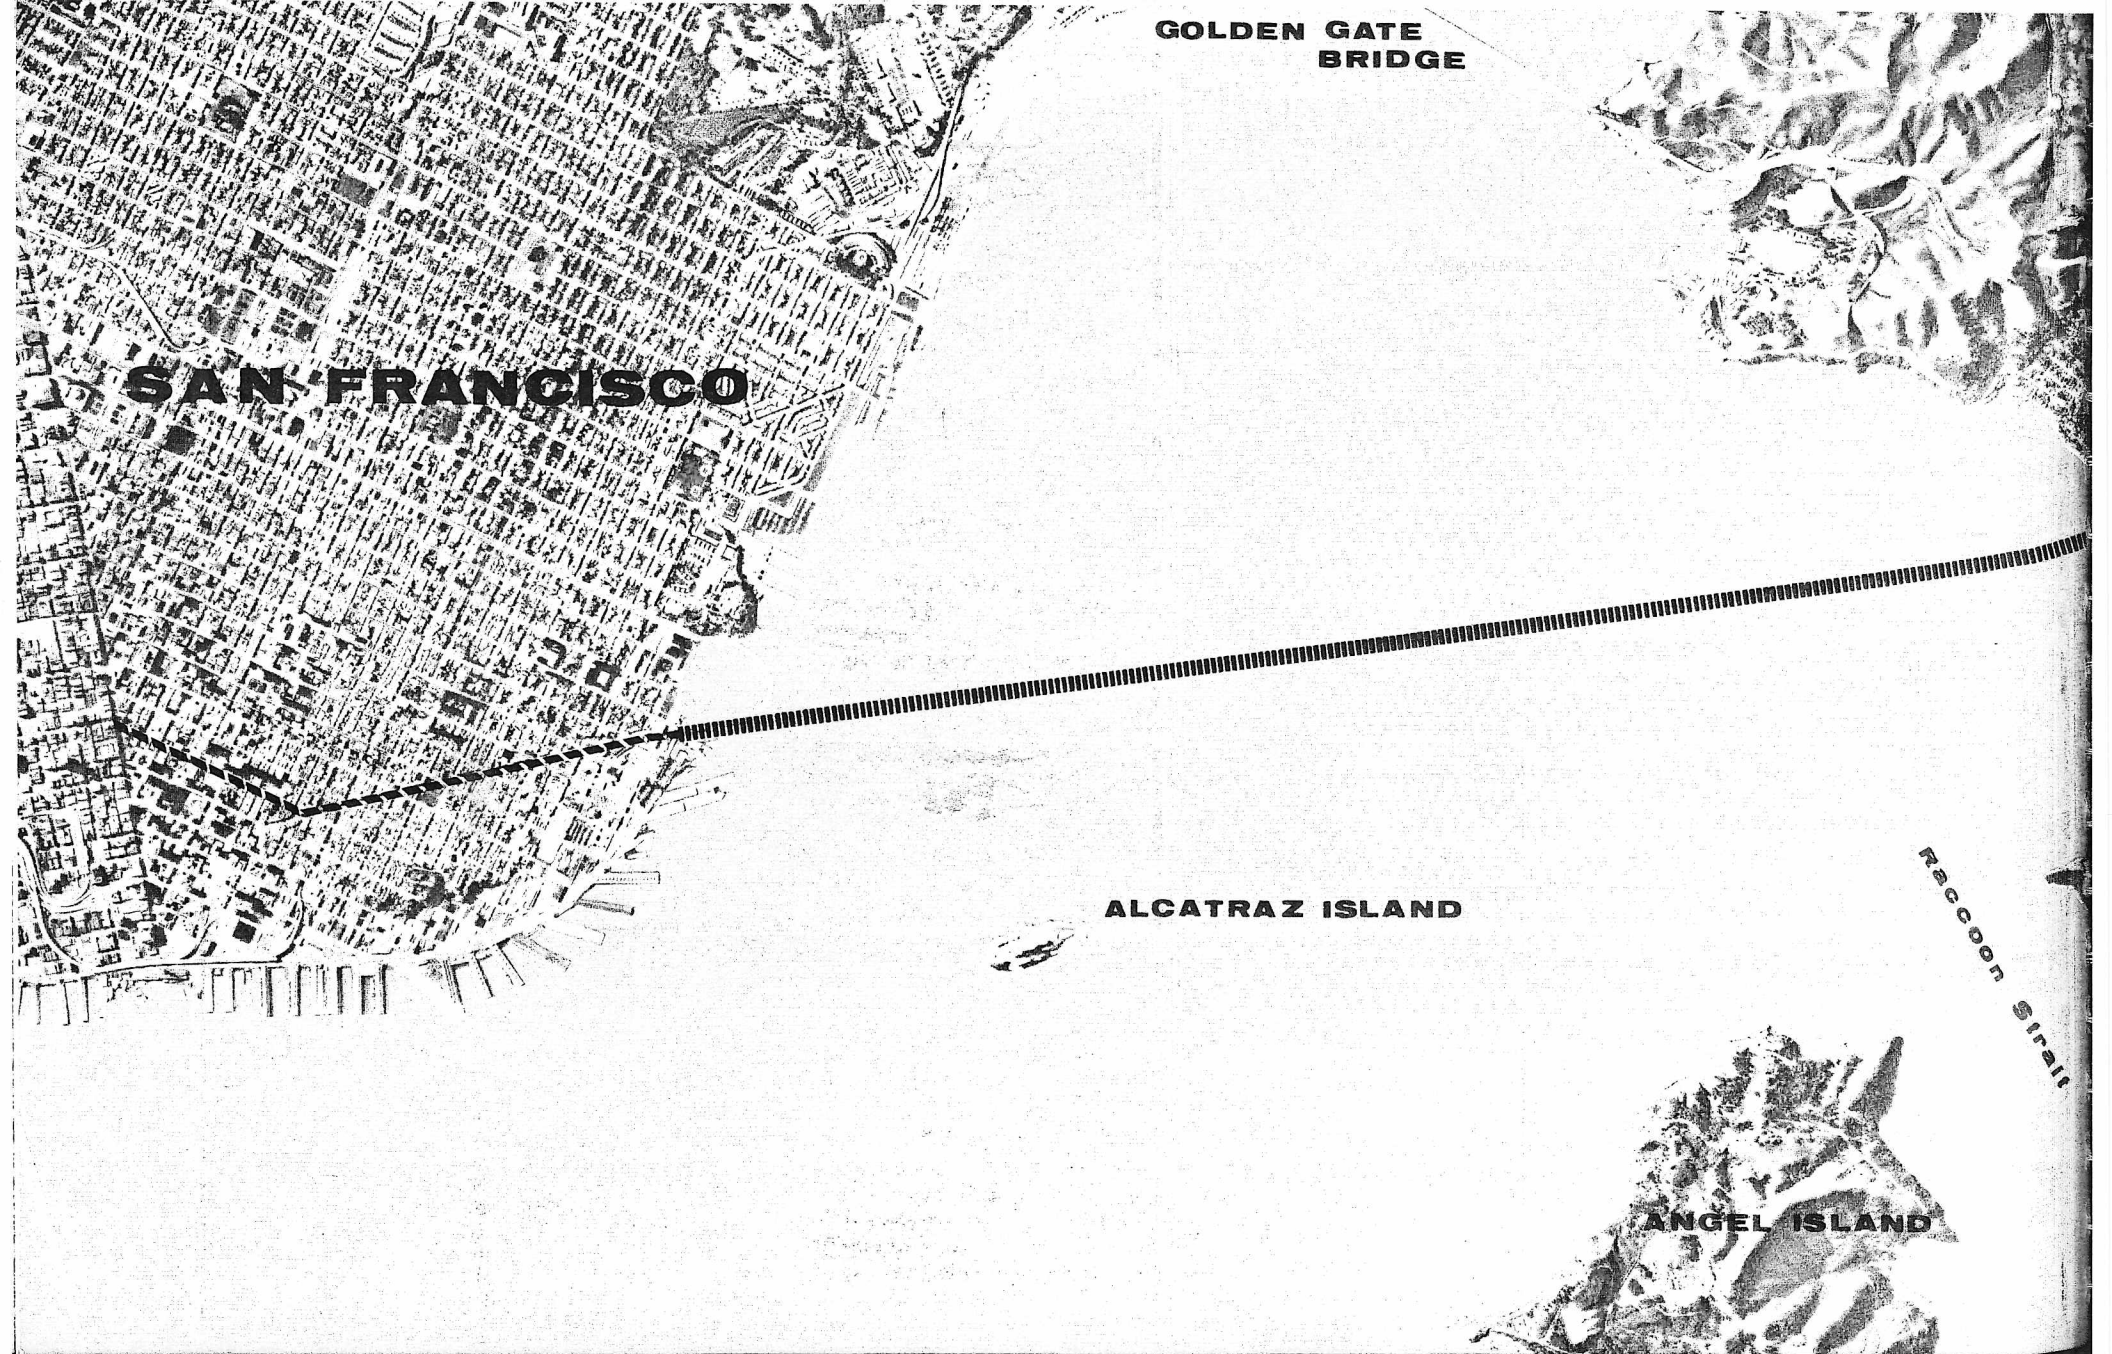 GOLDEN GATE
BRIDGE
SAN FRANCISCO
ALCATRAZ ISLAND
Raccoon Strait
ANGEL ISLAND